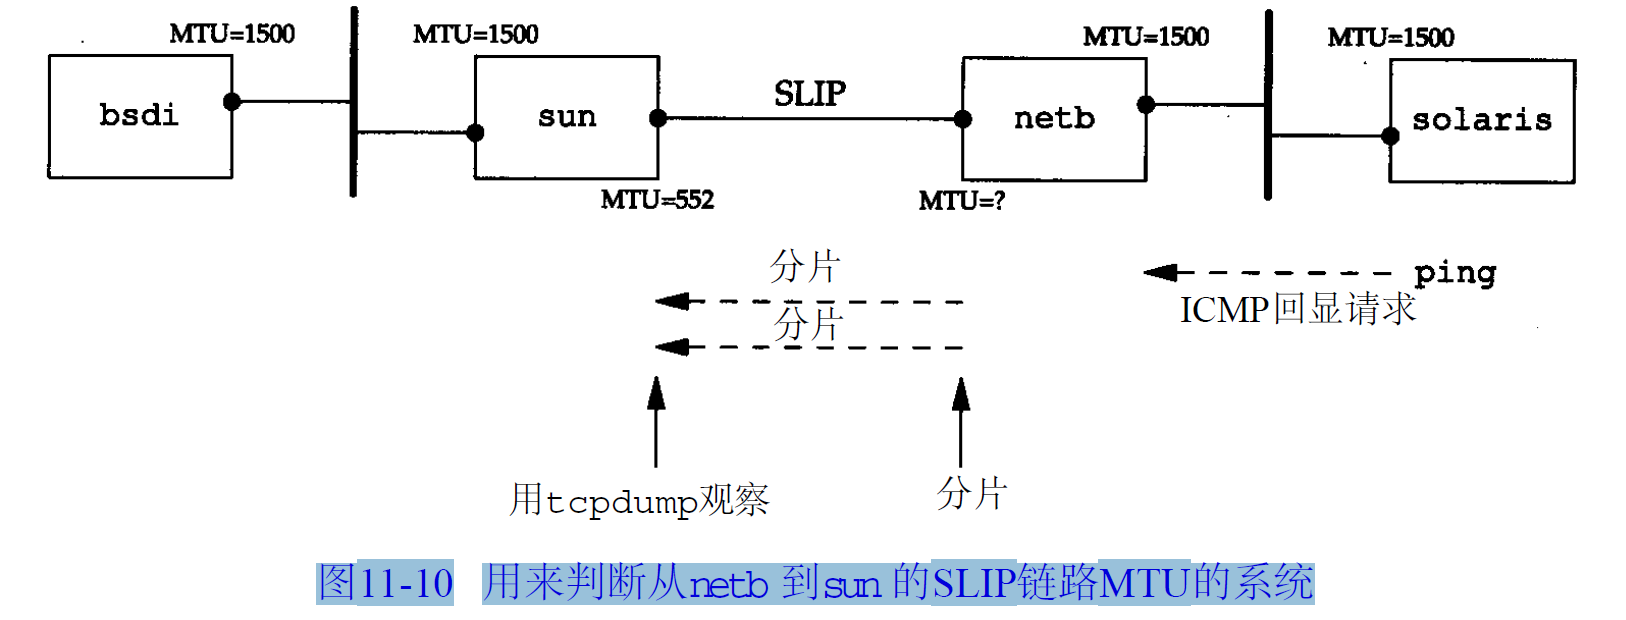 MTU=1500 MTU=1500 MTU=1500 MTU=1500
bsdi sun SLIP netb solaris
MTU=552 MTU=?
分片
ping
分片
ICMP回显请求
用tcpdump观察 分片
图11-10 用来判断从netb 到sun 的SLIP链路MTU的系统